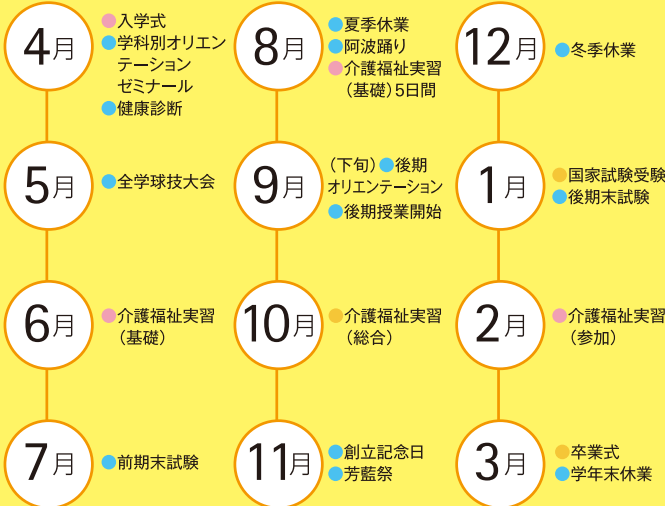 4月
●入学式
●学科別オリエン
テーション
ゼミナール
●健康診断
5月
●全学球技大会
6月
●介護福祉実習
（基礎）
7月
●前期末試験
8月
●夏季休業
●阿波踊り
●介護福祉実習
（基礎）5日間
9月
（下旬）●後期
オリエンテーション
●後期授業開始
10月
●介護福祉実習
（総合）
11月
●創立記念日
●芳藍祭
12月
●冬季休業
1月
●国家試験受験
●後期末試験
2月
●介護福祉実習
（参加）
3月
●卒業式
●学年末休業